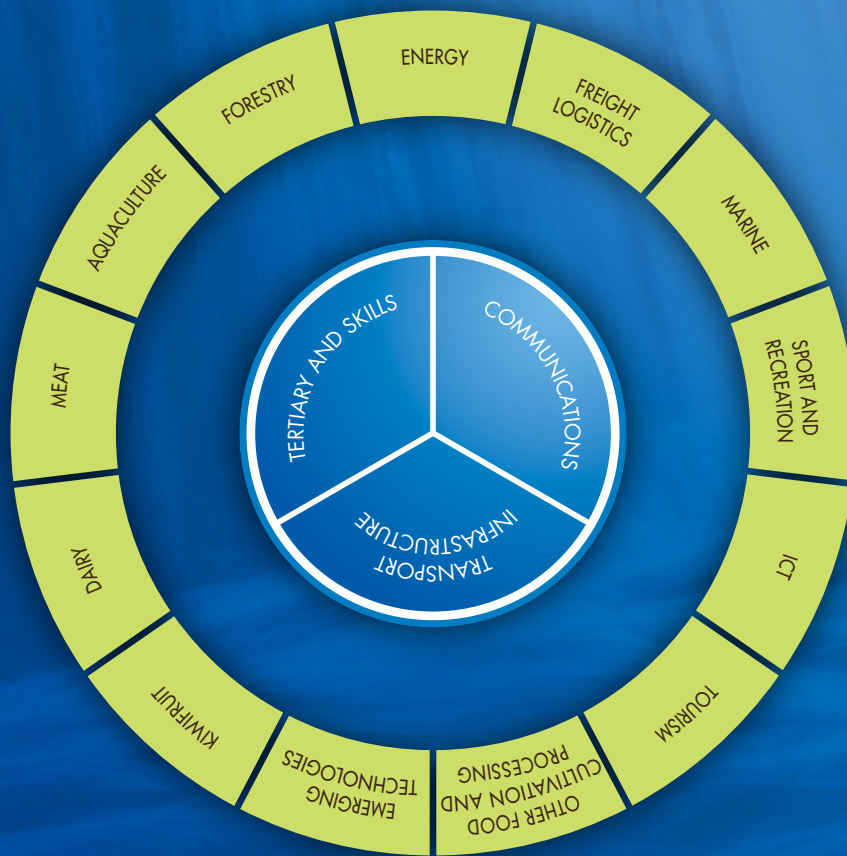 ENERGY
FREIGHT
LOGISTICS
MARINE
SPORT AND
RECREATION
ICT
TOURISM
OTHER FOOD
CULTIVATION AND
PROCESSING
EMERGING
TECHNOLOGIES
KIWIFRUIT
DAIRY
MEAT
AQUACULTURE
FORESTRY
TERTIARY AND SKILLS
COMMUNICATIONS
TRANSPORT
INFRASTRUCTURE